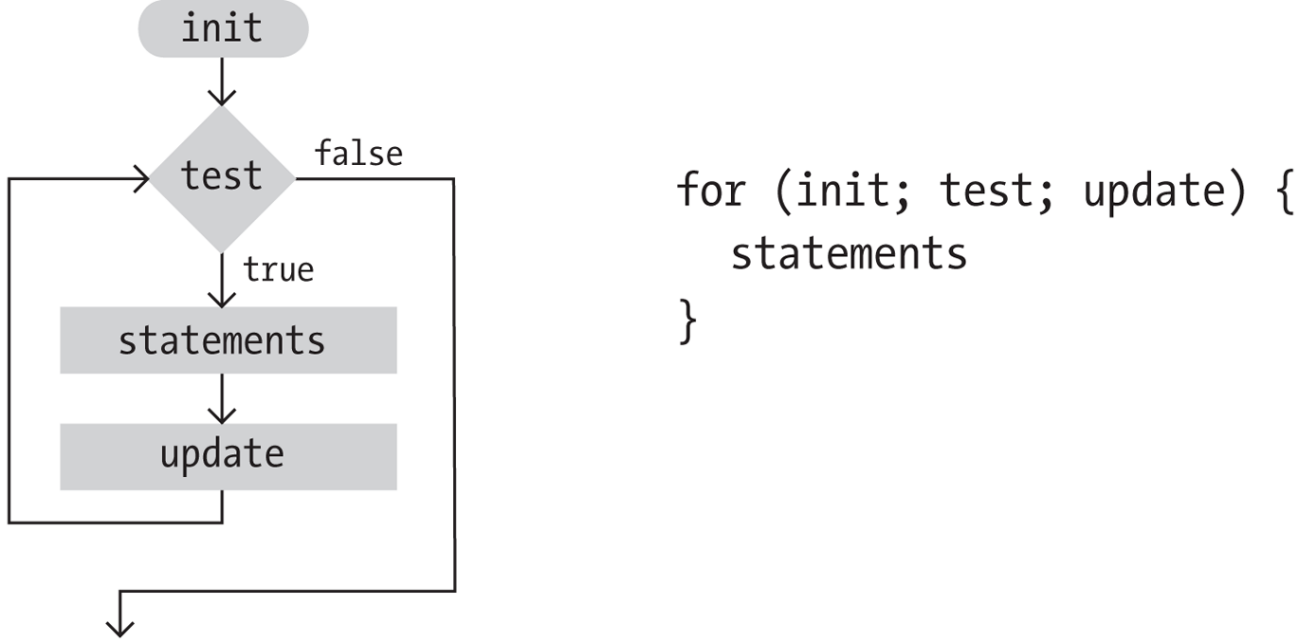 init
test
false
true
statements
update
for (init; test; update) {
statements
}